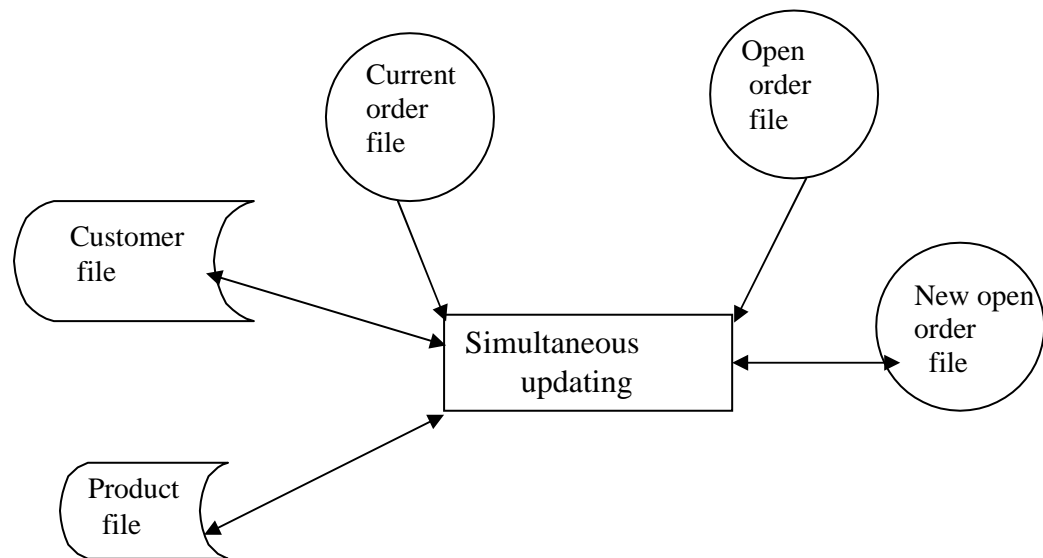 Current
order
file
Open
order
file
Customer
file
New open
order
file
Simultaneous
updating
Product
file